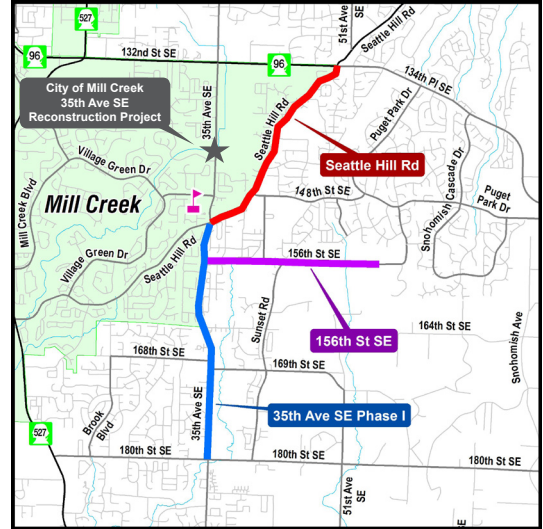 527
51st Ave SE
Seattle Hill Rd
96
132nd St SE
96
134th Pl SE
City of Mill Creek
35th Ave SE
Reconstruction Project
35th Ave SE
Seattle Hill Rd
Puget Park Dr
Seattle Hill Rd
Village Green Dr
Mill Creek Blvd
Mill Creek
148th St SE
Snohomish Cascade Dr
Puget
Park Dr
Village Green Dr
Seattle Hill Rd
156th St SE
Sunset Rd
156th St SE
164th St SE
Snohomish Ave
168th St SE
169th St SE
Brook
Blvd
35th Ave SE
35th Ave SE Phase I
527
180th St SE
180th St SE
180th St SE
51st Ave
SE